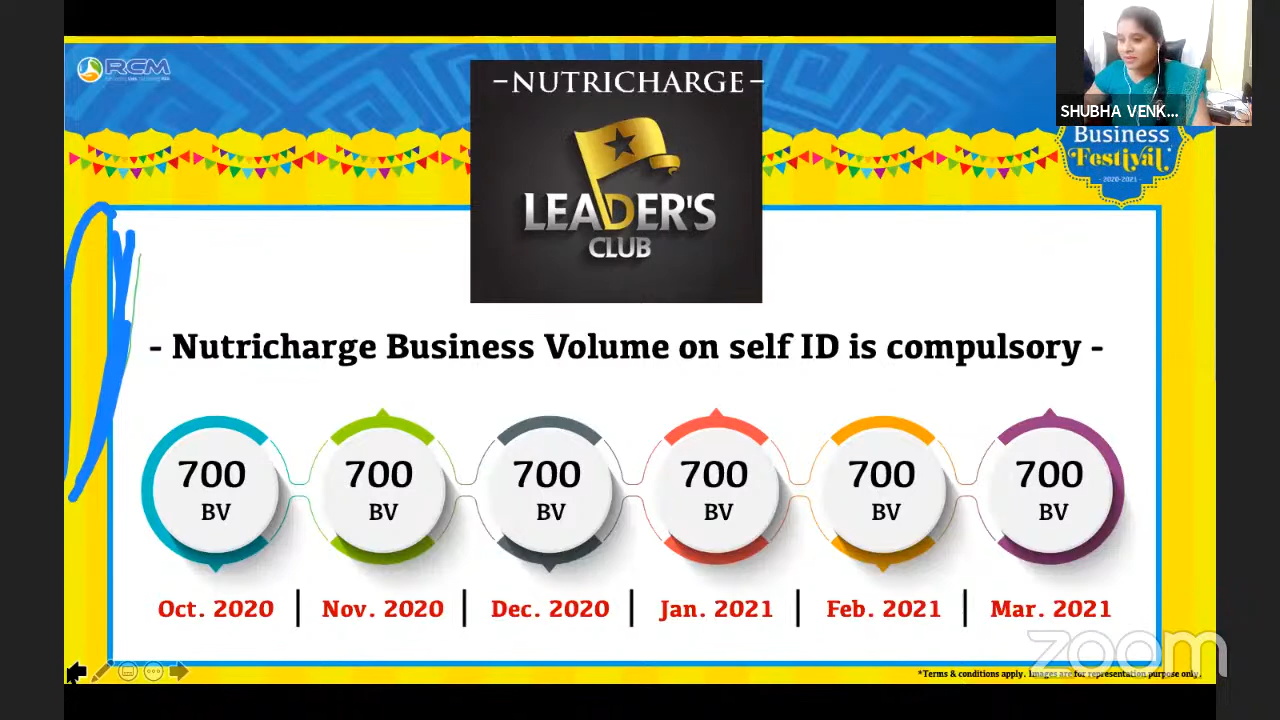 RCM
SHUBHA VENK...
-NUTRICHARGE-
LEADER'S
CLUB
Business
Festival
- 2020-2021 -
- Nutricharge Business Volume on self ID is compulsory -
700 700 700 700 700 700
BV BV BV BV BV BV
Oct. 2020 | Nov. 2020 | Dec. 2020 | Jan. 2021 | Feb. 2021 | Mar. 2021
zoom
*Terms & conditions apply. Images are for representation purpose only.